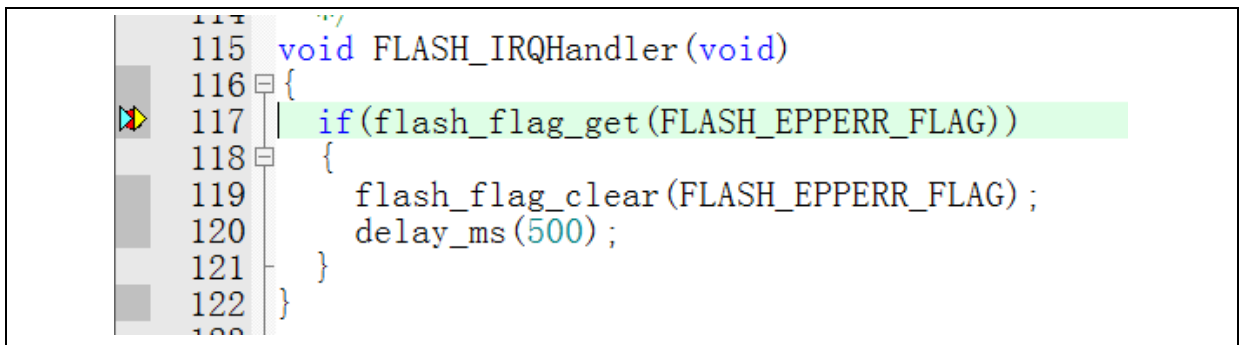 115 void FLASH_IRQHandler(void)
116 {
117 if(flash_flag_get(FLASH_EPPERR_FLAG))
118 {
119 flash_flag_clear(FLASH_EPPERR_FLAG);
120 delay_ms(500);
121 }
122 }